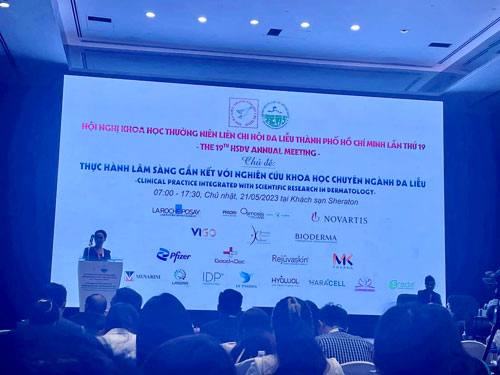 HỘI NGHỊ KHOA HỌC THƯỜNG NIÊN LIÊN CHI HỘI DA LIỄU THÀNH PHỐ HỒ CHÍ MINH LẦN THỨ 19
- THE 19TH HSDV ANNUAL MEETING -
Chủ đề:
THỰC HÀNH LÂM SÀNG GẮN KẾT VỚI NGHIÊN CỨU KHOA HỌC CHUYÊN NGÀNH DA LIỄU
-CLINICAL PRACTICE INTEGRATED WITH SCIENTIFIC RESEARCH IN DERMATOLOGY-
07:00 - 17:30, Chủ nhật, 21/05/2023 tại Khách sạn Sheraton
LA ROCHE POSAY Osmosis NOVARTIS
BIODERMA
Pfizer Good-n-Doc Rejuvaskin MK
MENARINI IDP HYALUAL HARACELL